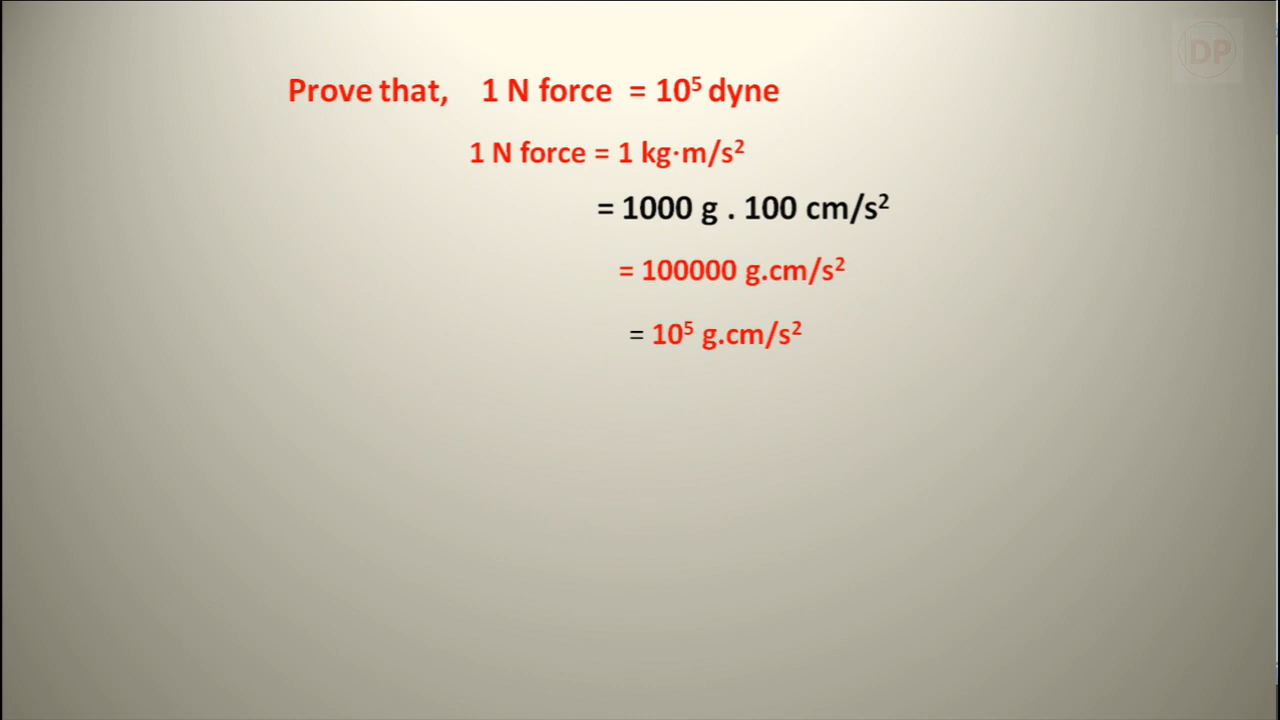 DP
Prove that, 1 N force = 10⁵ dyne
1 N force = 1 kg·m/s²
= 1000 g . 100 cm/s²
= 100000 g.cm/s²
= 10⁵ g.cm/s²